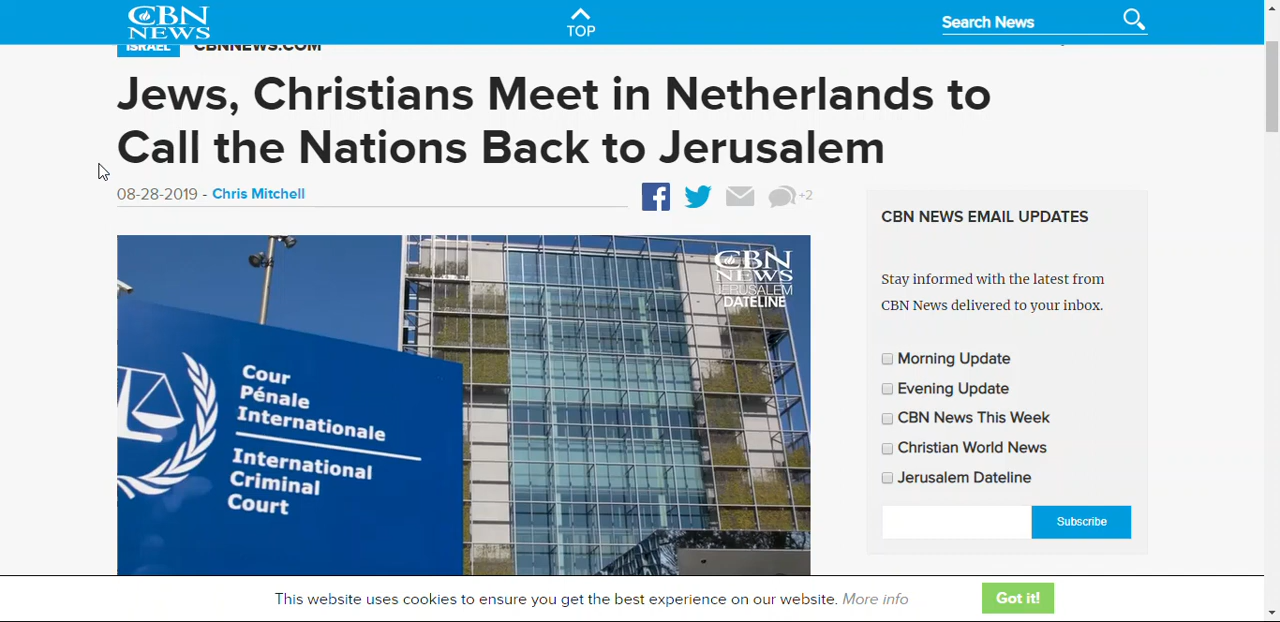 CBN NEWS
TOP
Search News
ISRAEL CBNNEWS.COM
Jews, Christians Meet in Netherlands to
Call the Nations Back to Jerusalem
08-28-2019 - Chris Mitchell
+2
CBN
NEWS
JERUSALEM
DATELINE
Cour
Pénale
Internationale
International
Criminal
Court
CBN NEWS EMAIL UPDATES
Stay informed with the latest from
CBN News delivered to your inbox.
Morning Update
Evening Update
CBN News This Week
Christian World News
Jerusalem Dateline
Subscribe
This website uses cookies to ensure you get the best experience on our website. More info
Got it!